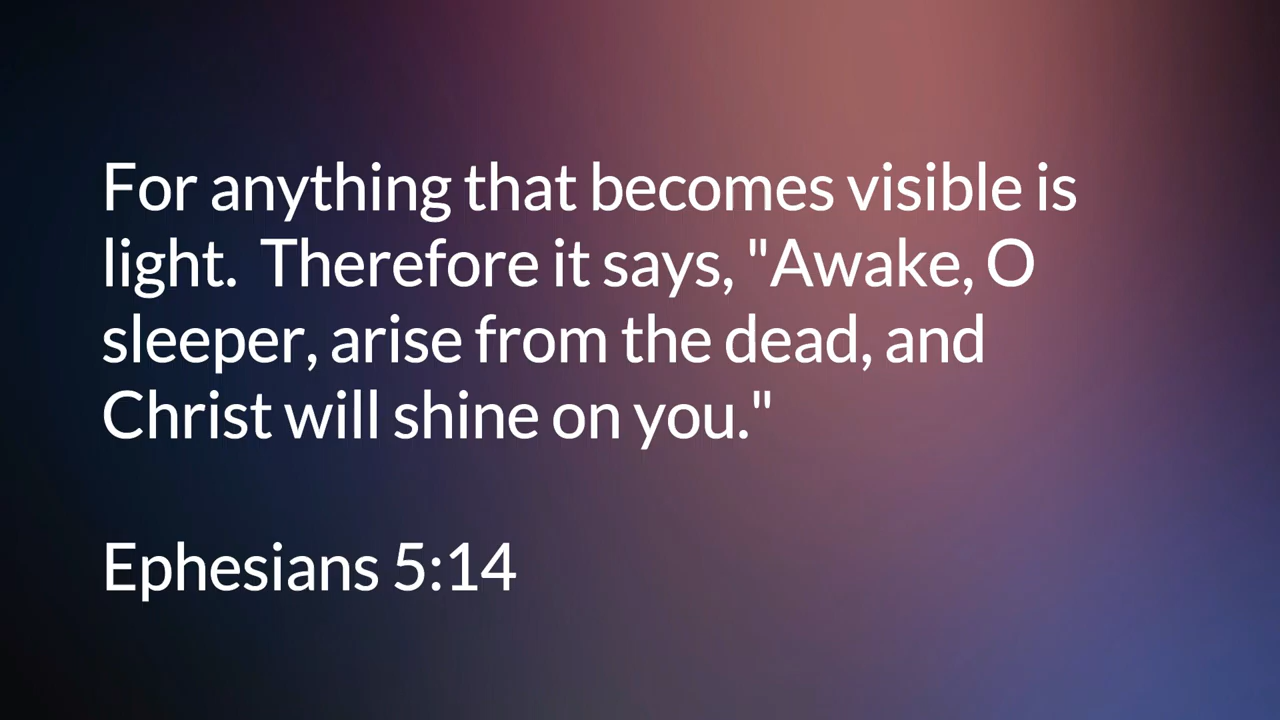 For anything that becomes visible is
light.  Therefore it says, "Awake, O
sleeper, arise from the dead, and
Christ will shine on you."
Ephesians 5:14